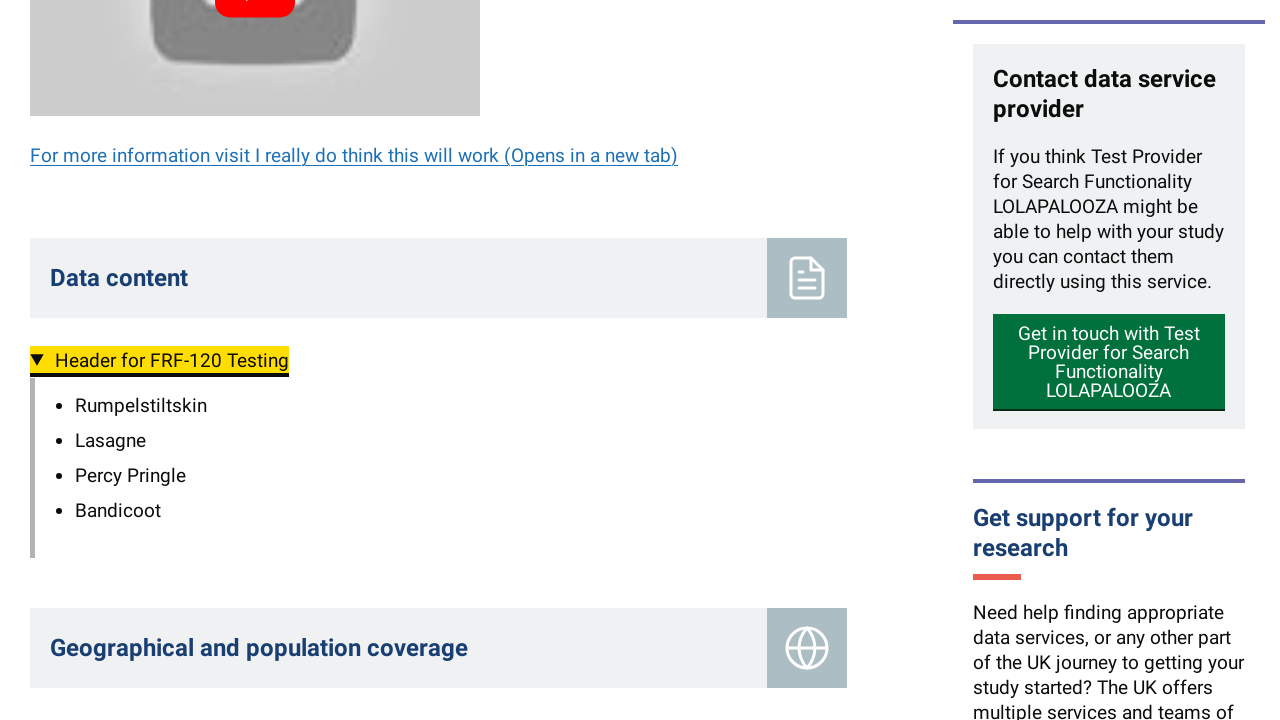 For more information visit I really do think this will work (Opens in a new tab)
Data content
Header for FRF-120 Testing
Rumpelstiltskin
Lasagne
Percy Pringle
Bandicoot
Geographical and population coverage
Contact data service
provider
If you think Test Provider
for Search Functionality
LOLAPALOOZA might be
able to help with your study
you can contact them
directly using this service.
Get in touch with Test
Provider for Search
Functionality
LOLAPALOOZA
Get support for your
research
Need help finding appropriate
data services, or any other part
of the UK journey to getting your
study started? The UK offers
multiple services and teams of